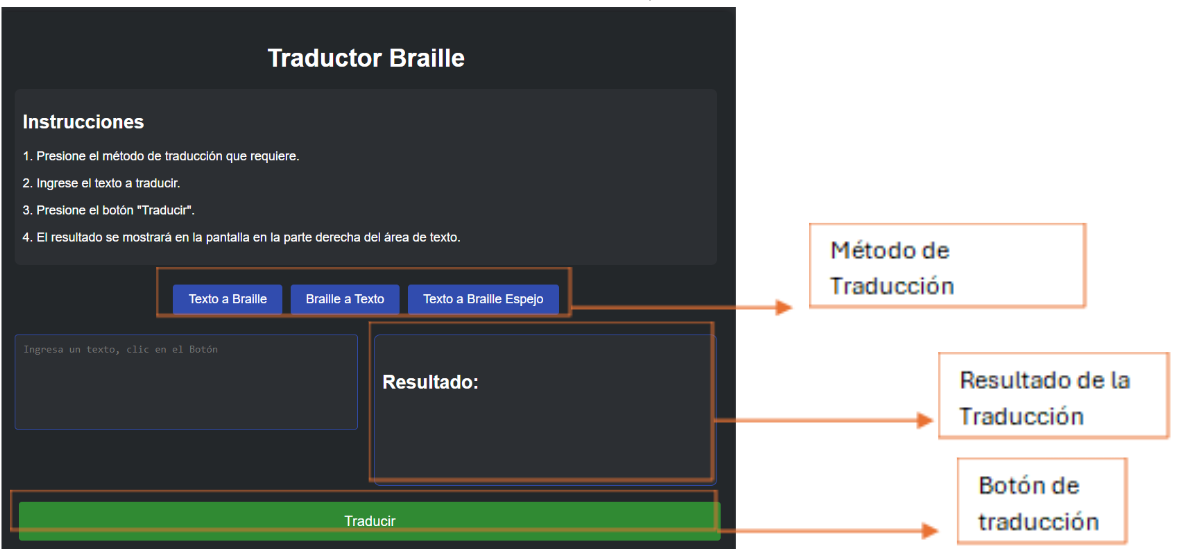 Traductor Braille
Instrucciones
1. Presione el método de traducción que requiere.
2. Ingrese el texto a traducir.
3. Presione el botón "Traducir".
4. El resultado se mostrará en la pantalla en la parte derecha del área de texto.
Texto a Braille
Braille a Texto
Texto a Braille Espejo
Método de
Traducción
Ingresa un texto, clic en el Botón
Resultado:
Resultado de la
Traducción
Traducir
Botón de
traducción